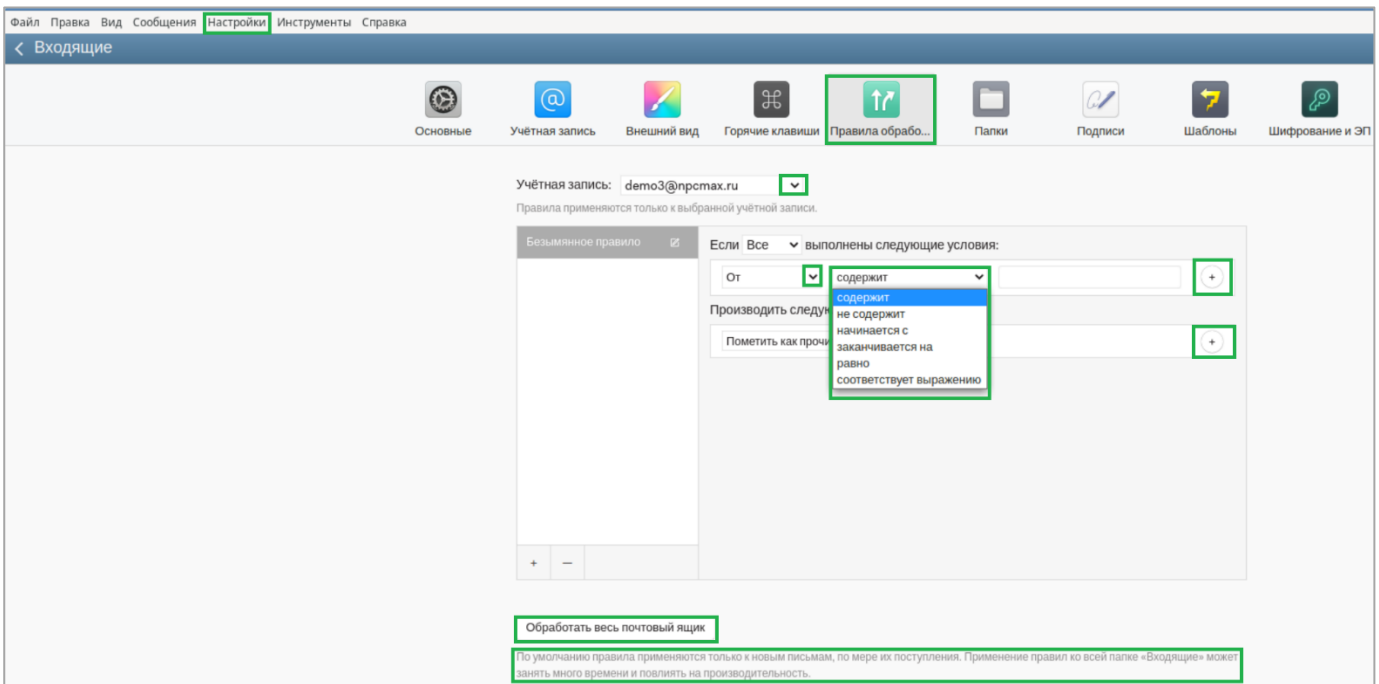 Файл Правка Вид Сообщения Настройки Инструменты Справка
Входящие
Основные Учётная запись Внешний вид Горячие клавиши Правила обрабо... Папки Подписи Шаблоны Шифрование и ЭП
Учётная запись: demo3@npcmax.ru
Правила применяются только к выбранной учётной записи.
Безымянное правило
Если Все выполнены следующие условия:
От содержит
содержит
не содержит
Производить следую
начинается с
Пометить как прочи
заканчивается на
равно
соответствует выражению
Обработать весь почтовый ящик
По умолчанию правила применяются только к новым письмам, по мере их поступления. Применение правил ко всей папке «Входящие» может
занять много времени и повлиять на производительность.